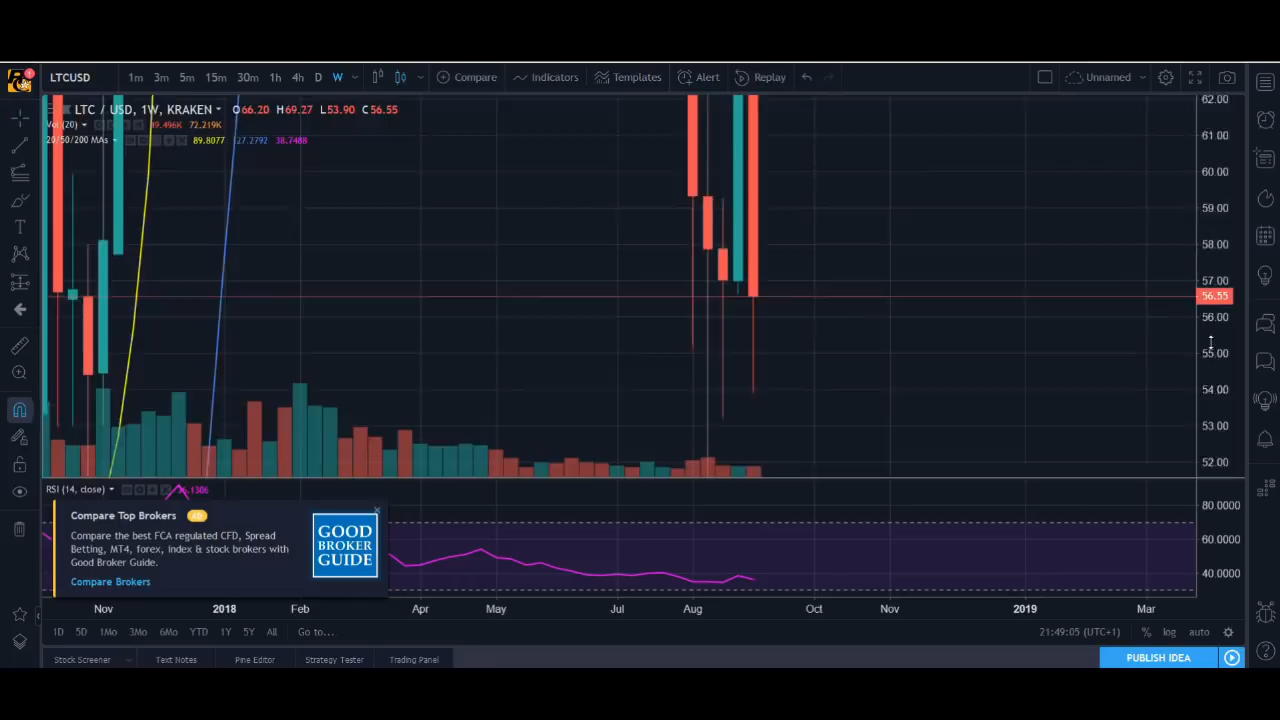 LTCUSD 1m 3m 5m 15m 30m 1h 4h D W Compare Indicators Templates Alert Replay Unnamed
LTC / USD, 1W, KRAKEN O66.20 H69.27 L53.90 C56.55
Vol (20) 72.219K
20/50/200 MAs 89.8077 38.7488
62.00
61.00
60.00
59.00
58.00
57.00
56.55
56.00
55.00
54.00
53.00
52.00
RSI (14, close)
80.0000
60.0000
40.0000
Compare Top Brokers AD
Compare the best FCA regulated CFD, Spread
Betting, MT4, forex, index & stock brokers with
Good Broker Guide.
Compare Brokers
GOOD
BROKER
GUIDE
Nov 2018 Feb Apr May Jul Aug Oct Nov 2019 Mar
1D 5D 1Mo 3Mo 6Mo YTD 1Y 5Y All Go to... 21:49:05 (UTC+1) % log auto
Stock Screener Text Notes Pine Editor Strategy Tester Trading Panel PUBLISH IDEA